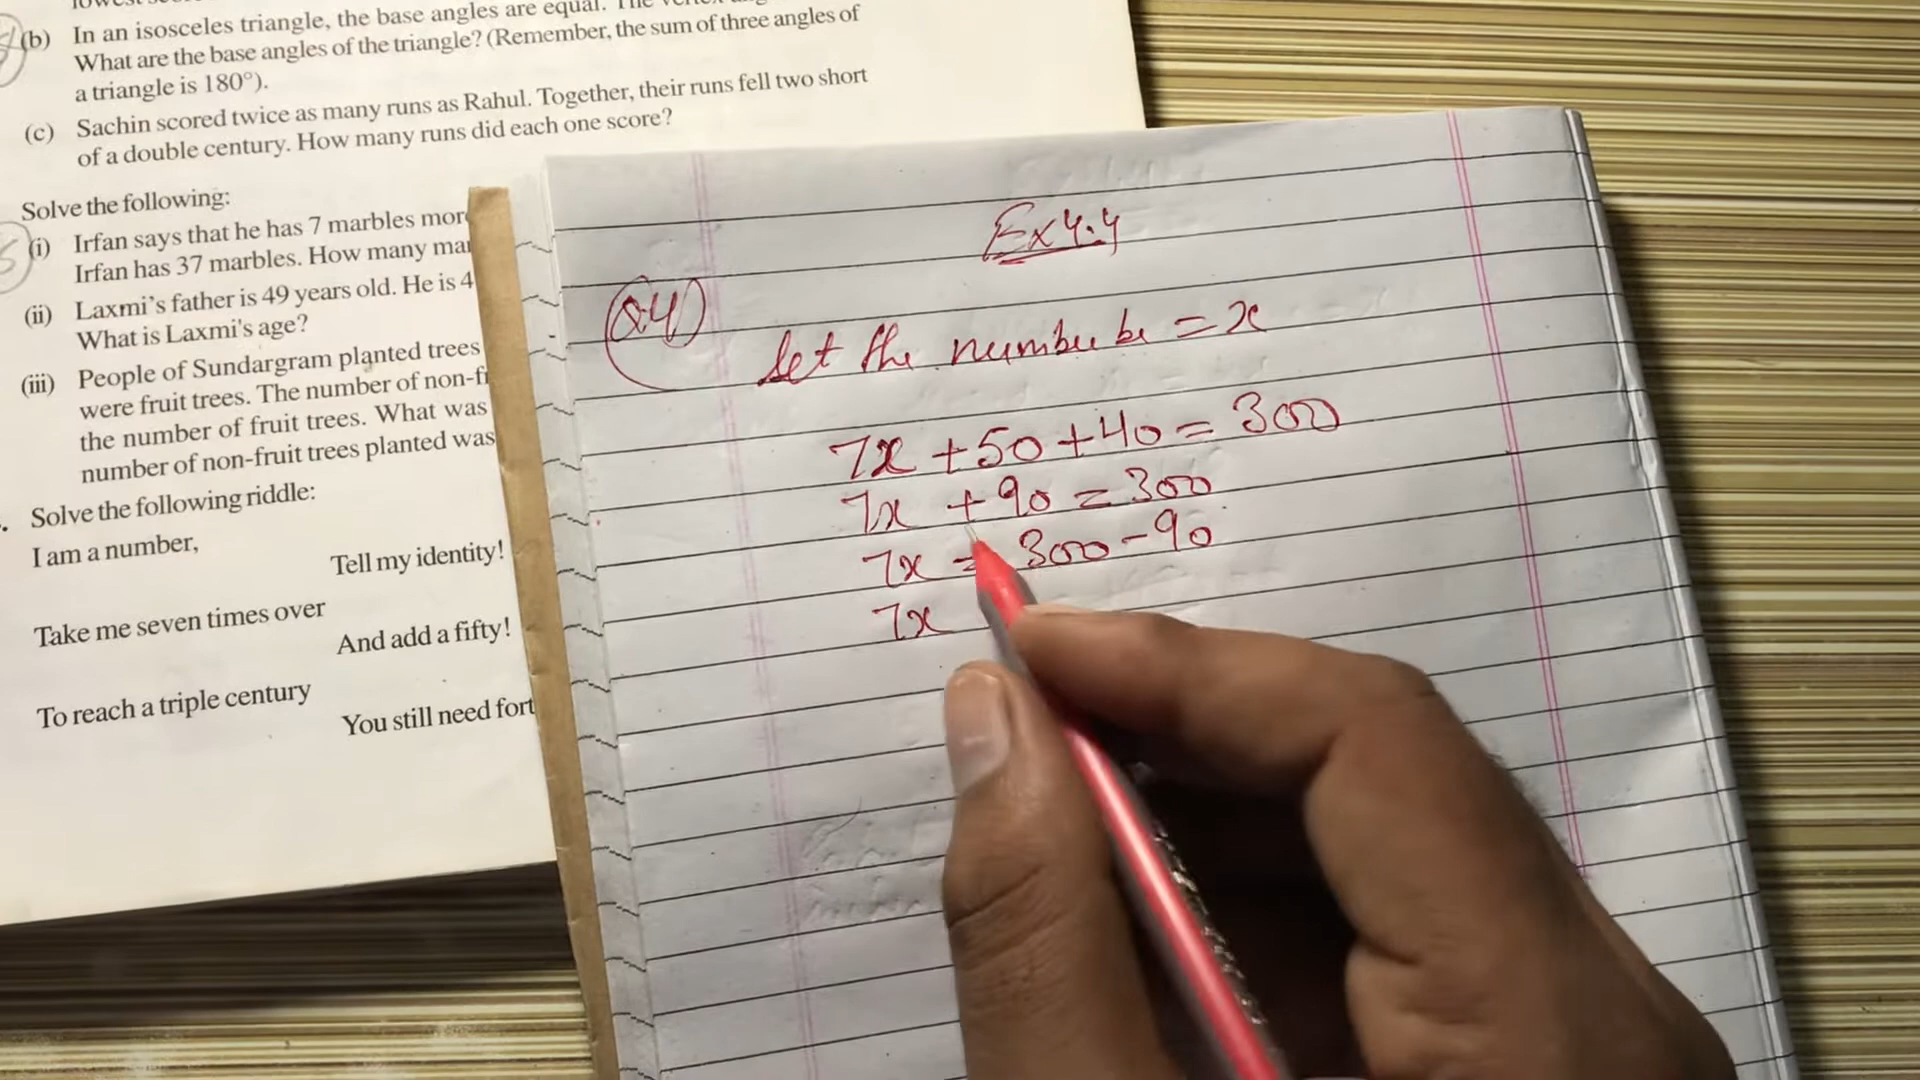 (b) In an isosceles triangle, the base angles are equal. The
What are the base angles of the triangle? (Remember, the sum of three angles of
a triangle is 180°).
(c) Sachin scored twice as many runs as Rahul. Together, their runs fell two short
of a double century. How many runs did each one score?
Solve the following:
(i) Irfan says that he has 7 marbles more
Irfan has 37 marbles. How many
(ii) Laxmi's father is 49 years old. He is 4
What is Laxmi's age?
(iii) People of Sundargram planted trees
were fruit trees. The number of
the number of fruit trees. What was
number of non-fruit trees planted was
Solve the following riddle:
I am a number,
Tell my identity!
Take me seven times over
And add a fifty!
To reach a triple century
You still need
Ex 4.4
Q4)
Let the number be = x
7x + 50 + 40 = 300
7x + 90 = 300
7x = 300 - 90
7x